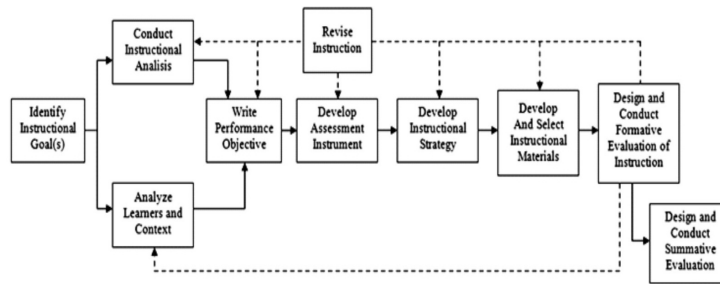 Conduct
Instructional
Analisis
Revise
Instruction
Identify
Instructional
Goal(s)
Write
Performance
Objective
Develop
Assessment
Instrument
Develop
Instructional
Strategy
Develop
And Select
Instructional
Materials
Design and
Conduct
Formative
Evaluation of
Instruction
Analyze
Learners and
Context
Design and
Conduct
Summative
Evaluation